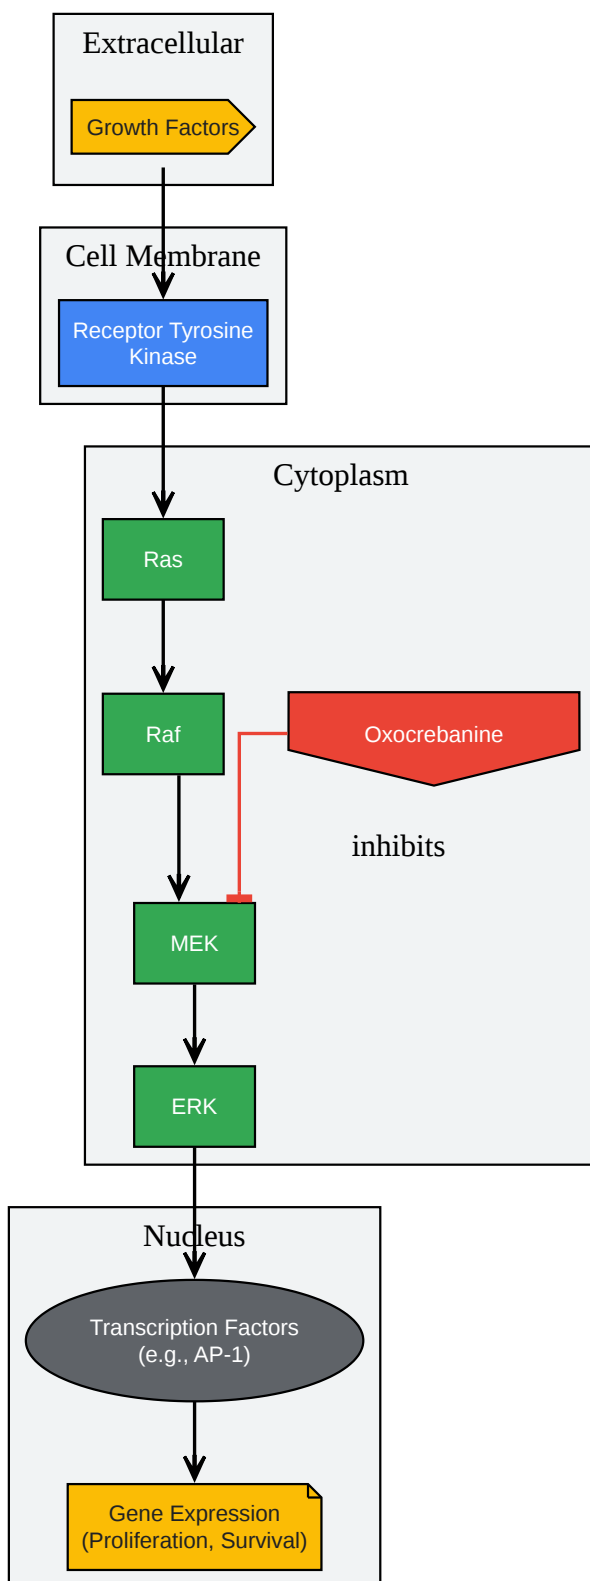 Extracellular
Growth Factors
Cell Membrane
Receptor Tyrosine
Kinase
Cytoplasm
Ras
Raf
Oxocrebanine
inhibits
MEK
ERK
Nucleus
Transcription Factors
(e.g., AP-1)
Gene Expression
(Proliferation, Survival)